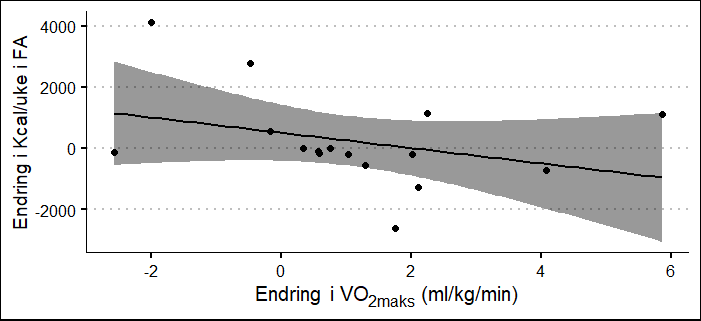 Endring i Kcal/uke i FA
4000
2000
0
-2000
-2 0 2 4 6
Endring i VO2maks (ml/kg/min)